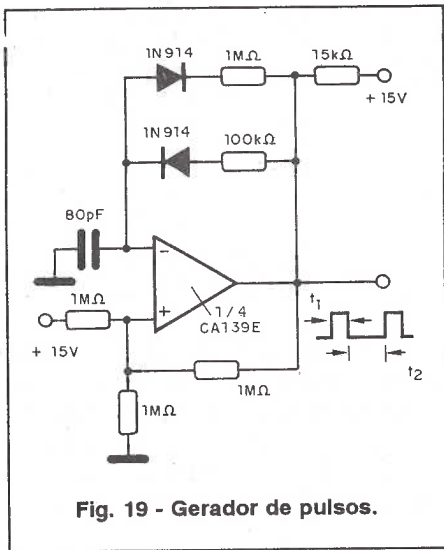 1N914
1MΩ
15kΩ
+ 15V
1N914
100kΩ
80pF
-
+
1/4
CA139E
1MΩ
+ 15V
1MΩ
1MΩ
t1
t2
Fig. 19 - Gerador de pulsos.